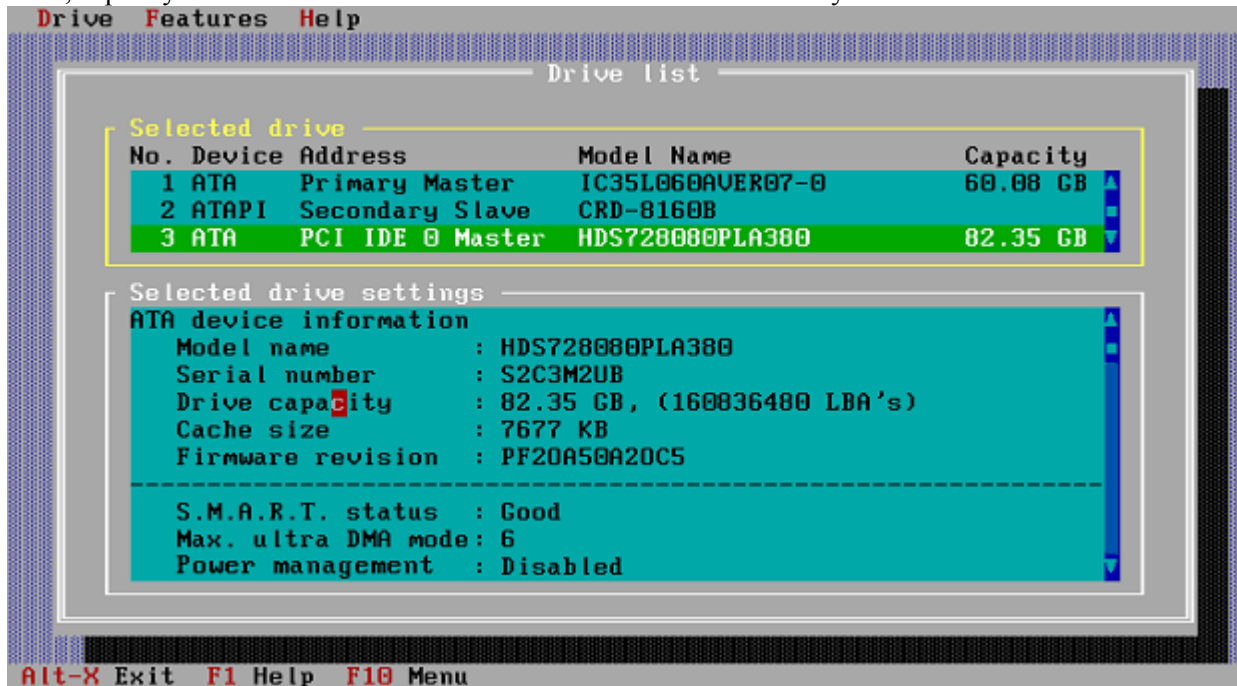 Drive Features Help
Drive list
Selected drive
No. Device Address Model Name Capacity
1 ATA Primary Master IC35L060AVER07-0 60.08 GB
2 ATAPI Secondary Slave CRD-8160B
3 ATA PCI IDE 0 Master HDS728080PLA380 82.35 GB
Selected drive settings
ATA device information
Model name : HDS728080PLA380
Serial number : S2C3M2UB
Drive capacity : 82.35 GB, (160836480 LBA's)
Cache size : 7677 KB
Firmware revision : PF2OA50A20C5
S.M.A.R.T. status : Good
Max. ultra DMA mode: 6
Power management : Disabled
Alt-X Exit F1 Help F10 Menu